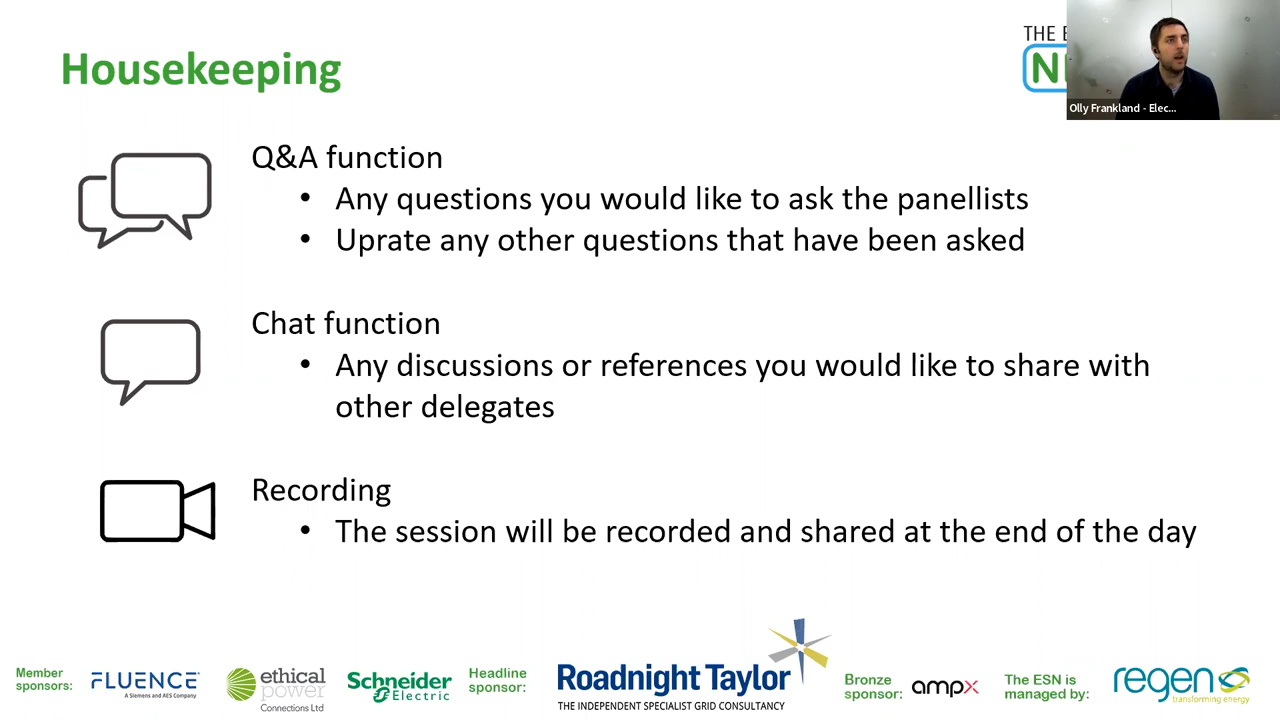 Housekeeping
THE E
N
Olly Frankland - Elec...
Q&A function
• Any questions you would like to ask the panellists
• Uprate any other questions that have been asked
Chat function
• Any discussions or references you would like to share with
other delegates
Recording
• The session will be recorded and shared at the end of the day
Member
sponsors:
FLUENCE
A Siemens and AES Company
ethical
power
Connections Ltd
Schneider
Electric
Headline
sponsor:
Roadnight Taylor
THE INDEPENDENT SPECIALIST GRID CONSULTANCY
Bronze
sponsor:
ampx
The ESN is
managed by:
regen
transforming energy